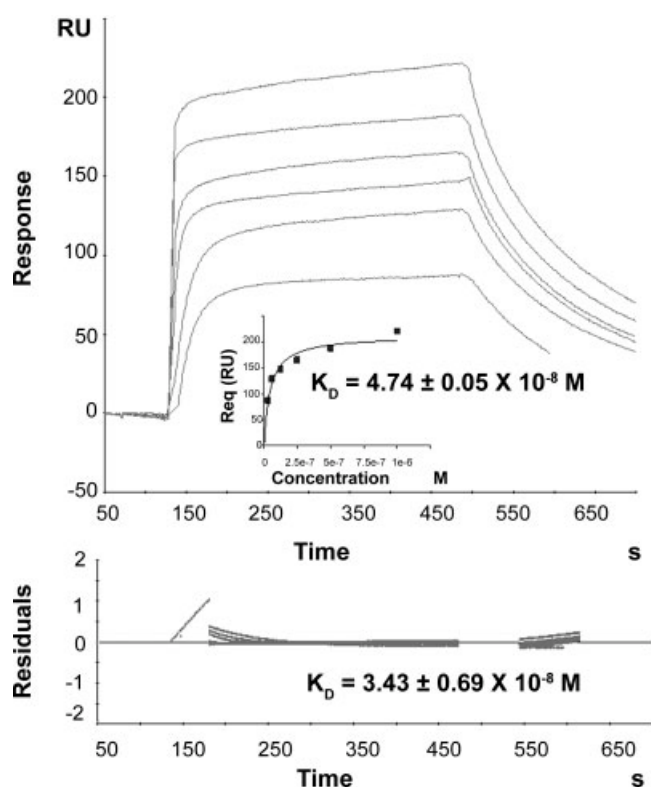 RU
200
150
100
50
0
-50
Response
250
200
150
100
50
0
Req (RU)
K_D = 4.74 ± 0.05 X 10⁻⁸ M
0 2.5e-7 5e-7 7.5e-7 1e-6
Concentration M
50 150 250 350 450 550 650
Time s
2
1
0
-1
-2
Residuals
K_D = 3.43 ± 0.69 X 10⁻⁸ M
50 150 250 350 450 550 650
Time s